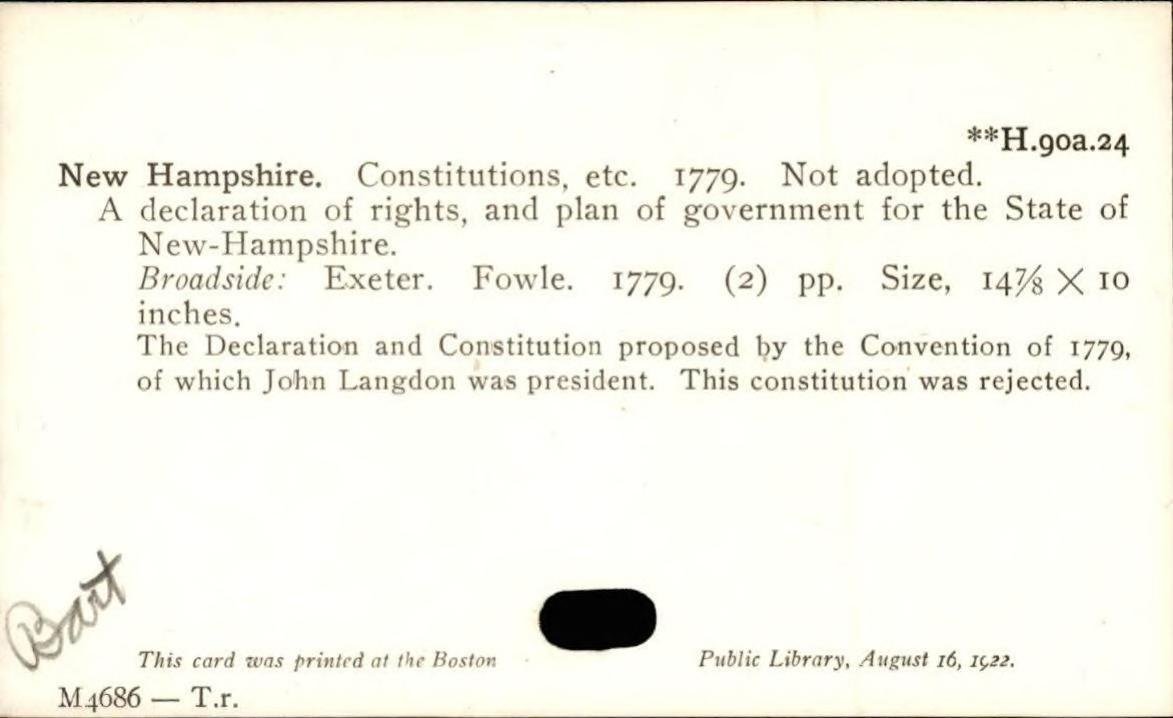 **H.90a.24
New Hampshire. Constitutions, etc. 1779. Not adopted.
A declaration of rights, and plan of government for the State of
New-Hampshire.
Broadside: Exeter. Fowle. 1779. (2) pp. Size, 14⅞ X 10
inches.
The Declaration and Constitution proposed by the Convention of 1779,
of which John Langdon was president. This constitution was rejected.
Bart
This card was printed at the Boston Public Library, August 16, 1922.
M4686 — T.r.